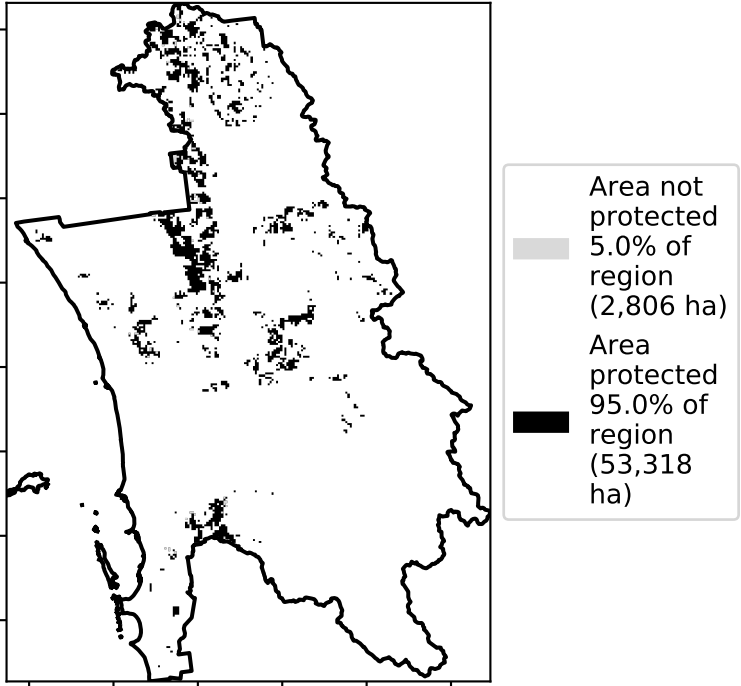 Area not
protected
5.0% of
region
(2,806 ha)
Area
protected
95.0% of
region
(53,318
ha)